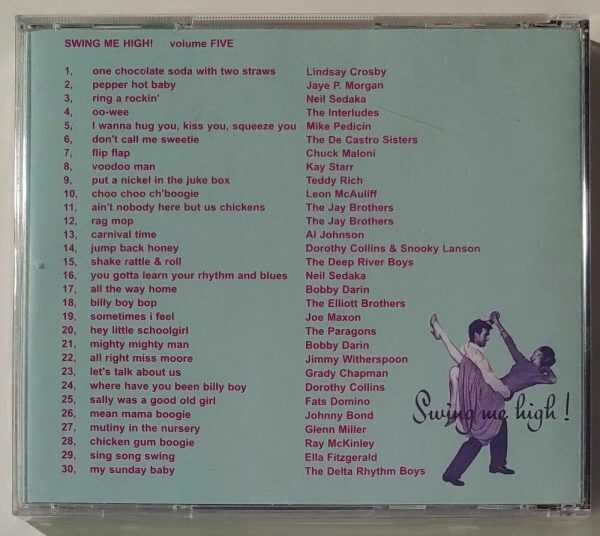 SWING ME HIGH! volume FIVE
1, one chocolate soda with two straws Lindsay Crosby
2, pepper hot baby Jaye P. Morgan
3, ring a rockin' Neil Sedaka
4, oo-wee The Interludes
5, I wanna hug you, kiss you, squeeze you Mike Pedicin
6, don't call me sweetie The De Castro Sisters
7, flip flap Chuck Maloni
8, voodoo man Kay Starr
9, put a nickel in the juke box Teddy Rich
10, choo choo ch'boogie Leon McAuliff
11, ain't nobody here but us chickens The Jay Brothers
12, rag mop The Jay Brothers
13, carnival time Al Johnson
14, jump back honey Dorothy Collins & Snooky Lanson
15, shake rattle & roll The Deep River Boys
16, you gotta learn your rhythm and blues Neil Sedaka
17, all the way home Bobby Darin
18, billy boy bop The Elliott Brothers
19, sometimes i feel Joe Maxon
20, hey little schoolgirl The Paragons
21, mighty mighty man Bobby Darin
22, all right miss moore Jimmy Witherspoon
23, let's talk about us Grady Chapman
24, where have you been billy boy Dorothy Collins
25, sally was a good old girl Fats Domino
26, mean mama boogie Johnny Bond
27, mutiny in the nursery Glenn Miller
28, chicken gum boogie Ray McKinley
29, sing song swing Ella Fitzgerald
30, my sunday baby The Delta Rhythm Boys
Swing me high!